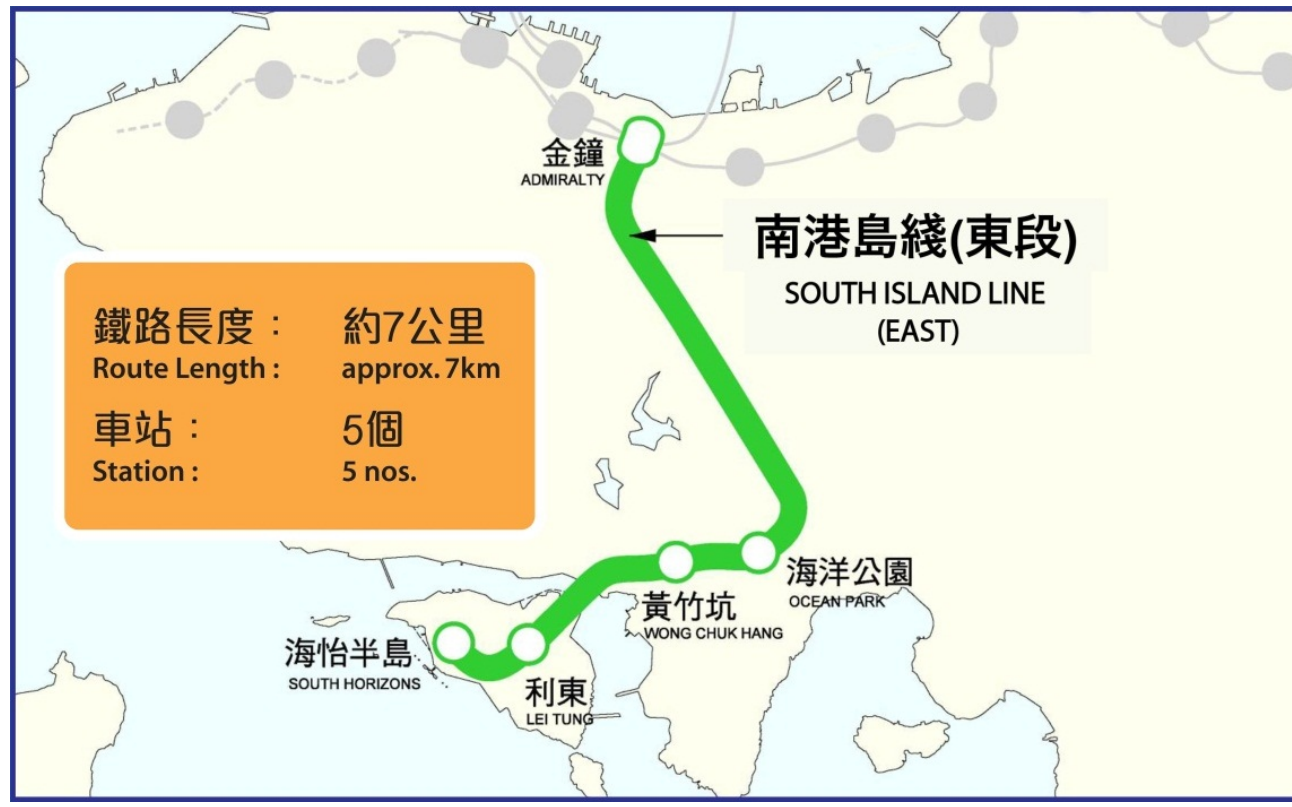 金鐘
ADMIRALTY
南港島綫(東段)
SOUTH ISLAND LINE
(EAST)
鐵路長度： 約7公里
Route Length : approx. 7km
車站： 5個
Station : 5 nos.
海洋公園
OCEAN PARK
黃竹坑
WONG CHUK HANG
海怡半島
SOUTH HORIZONS
利東
LEI TUNG